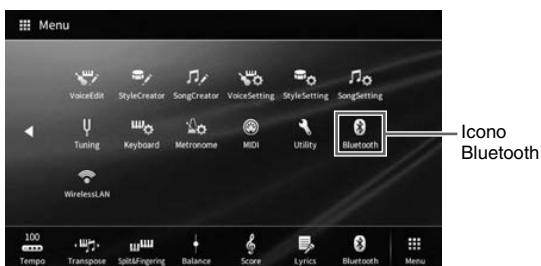 Menu
VoiceEdit StyleCreator SongCreator VoiceSetting StyleSetting SongSetting
Tuning Keyboard Metronome MIDI Utility Bluetooth
Icono
Bluetooth
WirelessLAN
100
Tempo Transpose Split&Fingering Balance Score Lyrics Bluetooth Menu